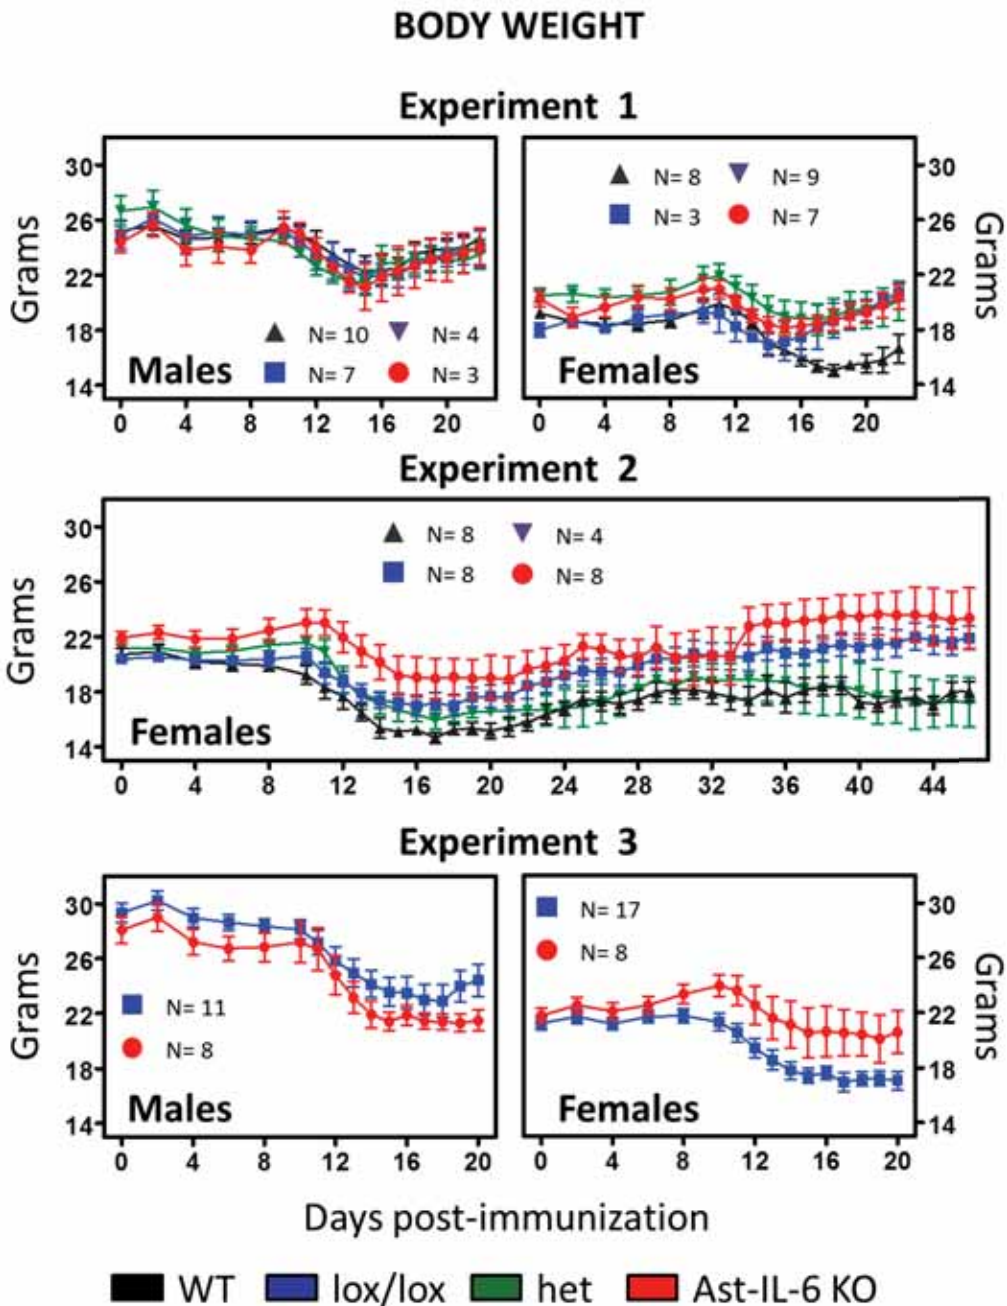 BODY WEIGHT
Experiment 1
Grams
30
26
22
18
14
N= 10
N= 4
N= 7
N= 3
Males
0 4 8 12 16 20
N= 8
N= 9
N= 3
N= 7
Females
30
26
22
18
14
Grams
0 4 8 12 16 20
Experiment 2
Grams
30
26
22
18
14
N= 8
N= 4
N= 8
N= 8
Females
0 4 8 12 16 20 24 28 32 36 40 44
Experiment 3
Grams
30
26
22
18
14
N= 11
N= 8
Males
0 4 8 12 16 20
N= 17
N= 8
Females
30
26
22
18
14
Grams
0 4 8 12 16 20
Days post-immunization
WT lox/lox het Ast-IL-6 KO